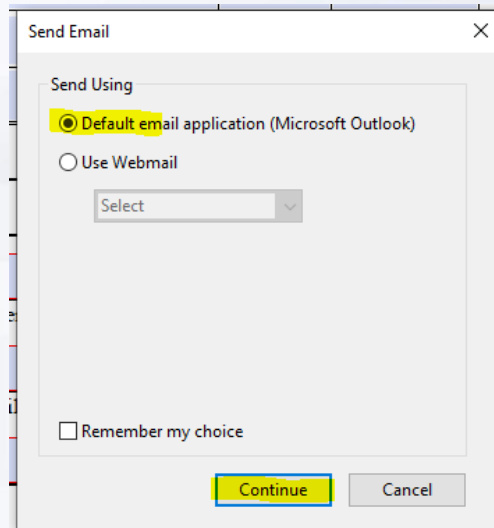 Send Email
Send Using
Default email application (Microsoft Outlook)
Use Webmail
Select
Remember my choice
Continue
Cancel